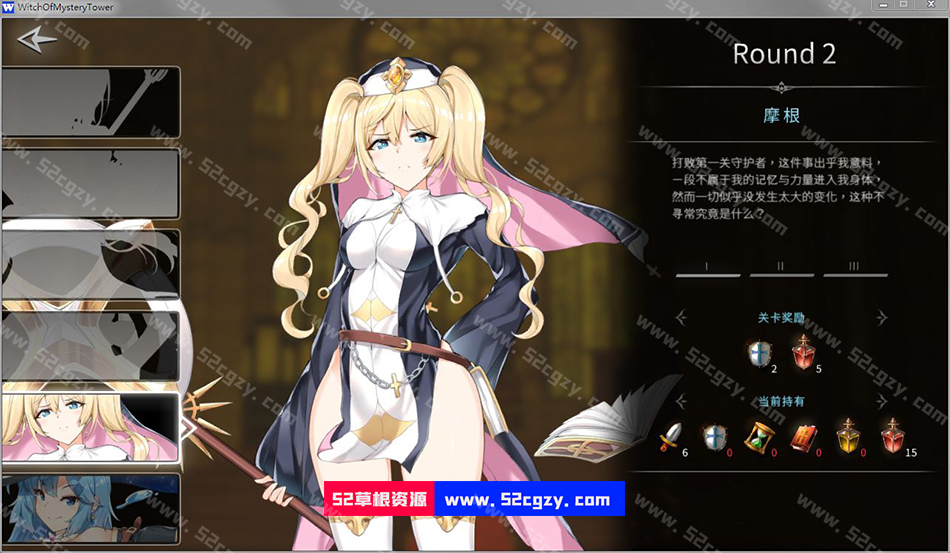 WitchOfMysteryTower
Round 2
摩根
打败第一关守护者，这件事出乎我意料，
一段不属于我的记忆与力量进入我身体，
然而一切似乎没发生太大的变化，这种不
寻常究竟是什么？
I II III
关卡奖励
2 5
当前持有
6 0 0 0 0 15
52草根资源 www.52cgzy.com
www.52cgzy.com